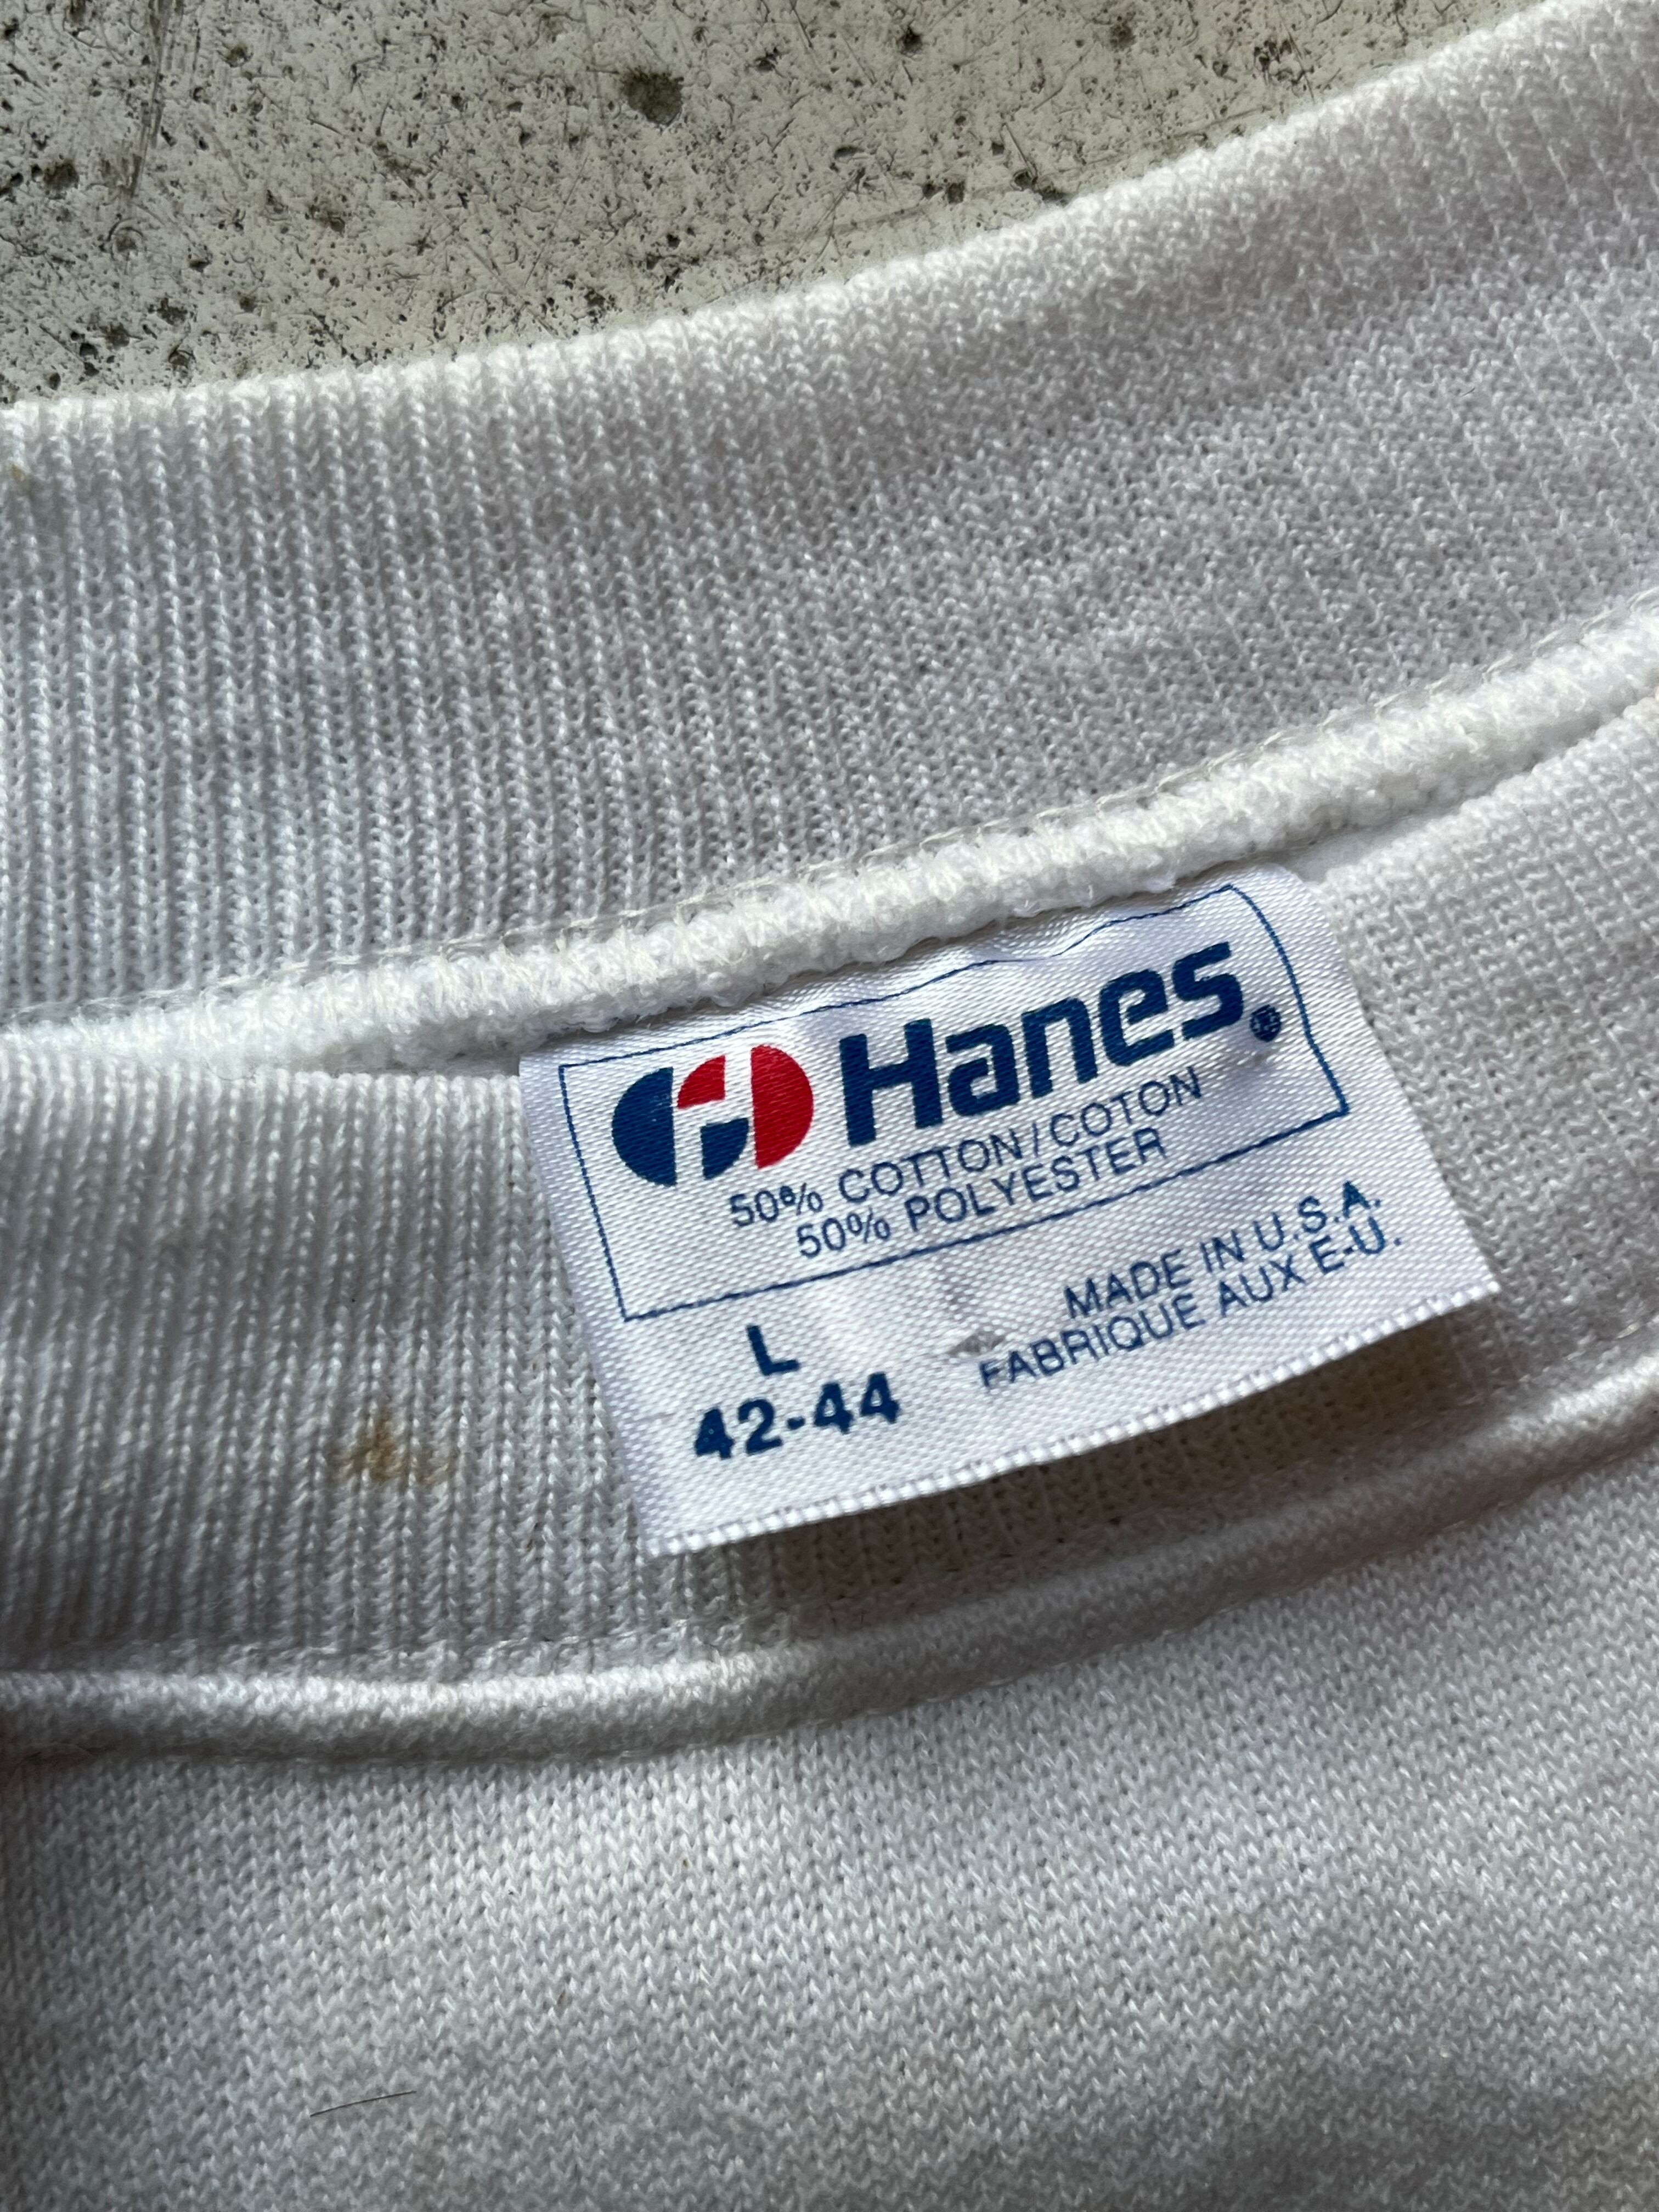 Hanes®
50% COTTON/COTON
50% POLYESTER
L
42-44
MADE IN U.S.A.
FABRIQUE AUX E-U.